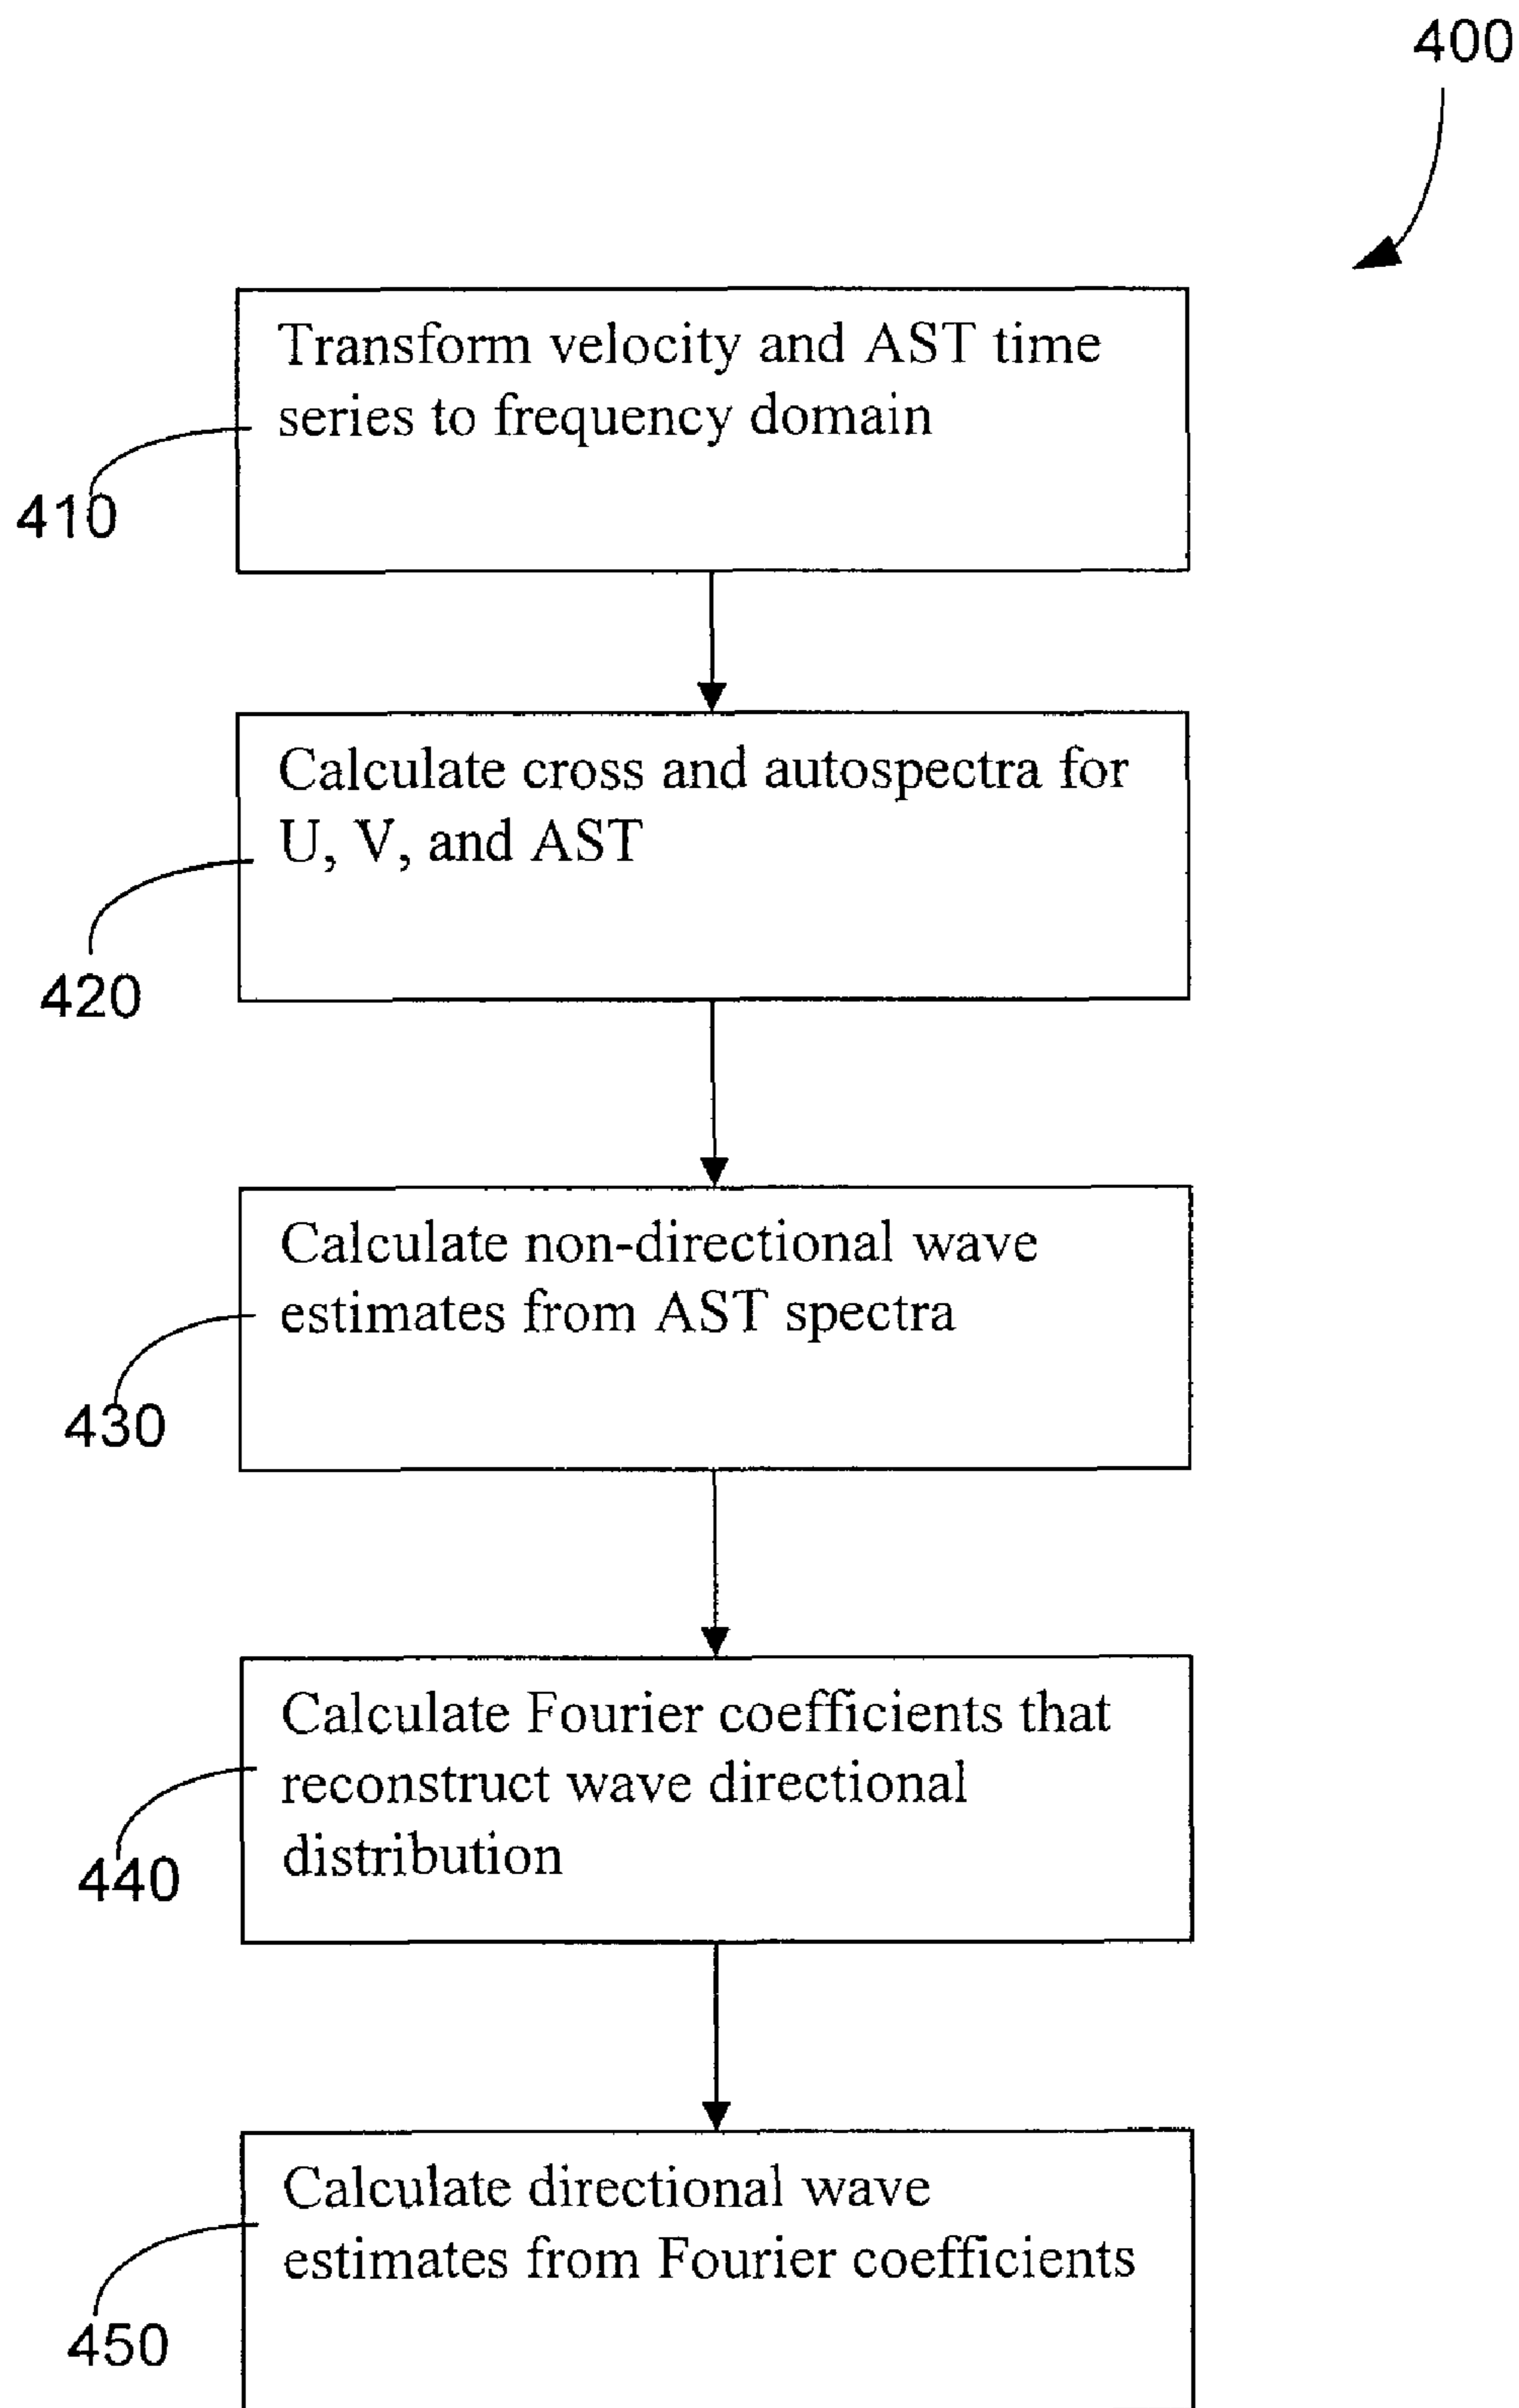 400
Transform velocity and AST time
series to frequency domain
410
Calculate cross and autospectra for
U, V, and AST
420
Calculate non-directional wave
estimates from AST spectra
430
Calculate Fourier coefficients that
reconstruct wave directional
distribution
440
Calculate directional wave
estimates from Fourier coefficients
450